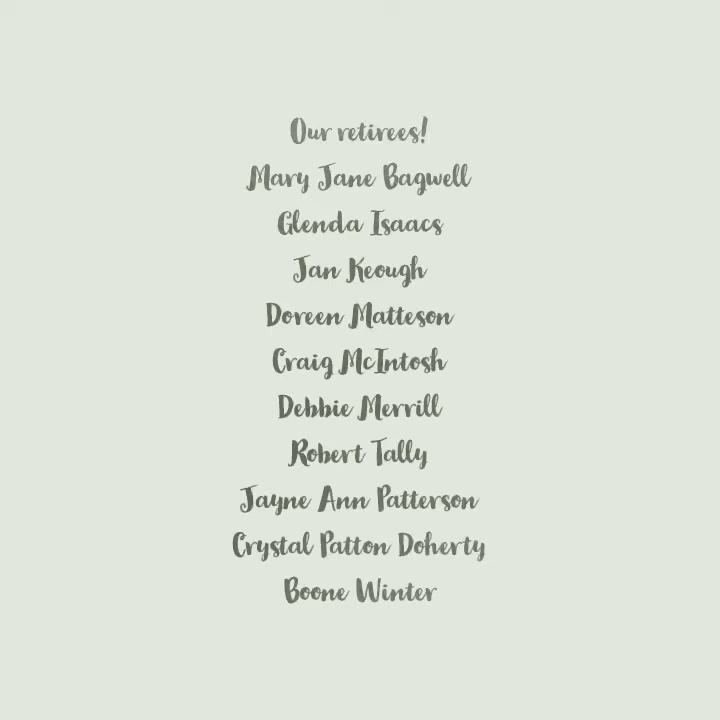 Our retirees!
Mary Jane Bagwell
Glenda Isaacs
Jan Keough
Doreen Matteson
Craig McIntosh
Debbie Merrill
Robert Tally
Jayne Ann Patterson
Crystal Patton Doherty
Boone Winter